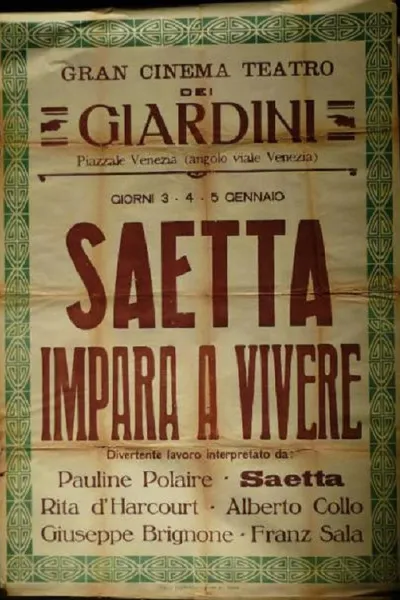 GRAN CINEMA TEATRO
DEI
GIARDINI
Piazzale Venezia (angolo viale Venezia)
GIORNI 3 - 4 - 5 GENNAIO
SAETTA
IMPARA A VIVERE
Divertente lavoro interpretato da:
Pauline Polaire · Saetta
Rita d'Harcourt · Alberto Collo
Giuseppe Brignone · Franz Sala